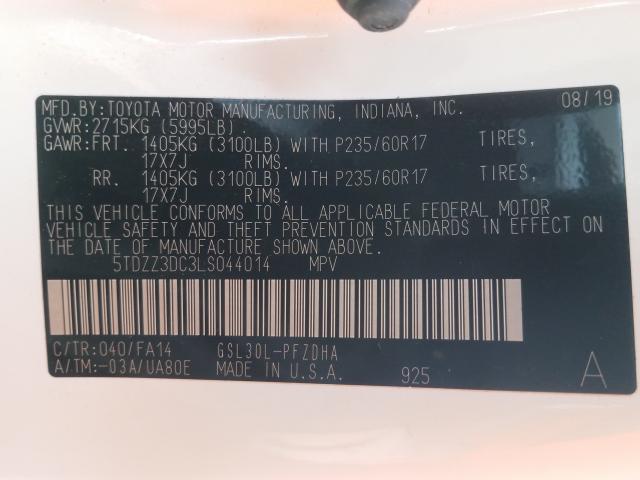 MFD.BY:TOYOTA MOTOR MANUFACTURING, INDIANA, INC. 08/19
GVWR:2715KG (5995LB).
GAWR:FRT. 1405KG (3100LB) WITH P235/60R17 TIRES,
17X7J RIMS.
RR. 1405KG (3100LB) WITH P235/60R17 TIRES,
17X7J RIMS.
THIS VEHICLE CONFORMS TO ALL APPLICABLE FEDERAL MOTOR
VEHICLE SAFETY AND THEFT PREVENTION STANDARDS IN EFFECT ON
THE DATE OF MANUFACTURE SHOWN ABOVE.
5TDZZ3DC3LS044014 MPV
C/TR:040/FA14 GSL30L-PFZDHA
A/TM:-03A/UA80E MADE IN U.S.A. 925 A